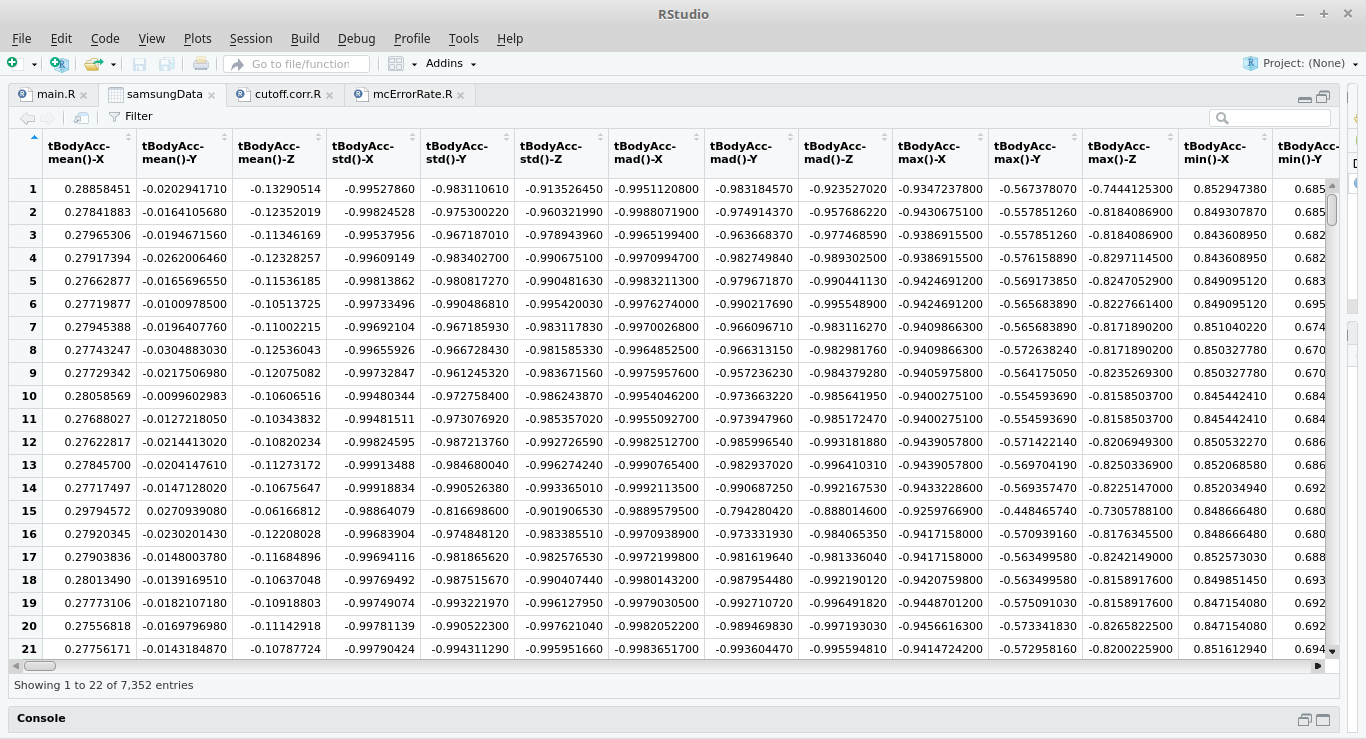 RStudio
File Edit Code View Plots Session Build Debug Profile Tools Help
Go to file/function Addins Project: (None)
main.R samsungData cutoff.corr.R mcErrorRate.R
Filter
tBodyAcc- tBodyAcc- tBodyAcc- tBodyAcc- tBodyAcc- tBodyAcc- tBodyAcc- tBodyAcc- tBodyAcc- tBodyAcc- tBodyAcc- tBodyAcc- tBodyAcc- tBodyAcc-
mean()-X mean()-Y mean()-Z std()-X std()-Y std()-Z mad()-X mad()-Y mad()-Z max()-X max()-Y max()-Z min()-X min()-Y
1 0.28858451 -0.0202941710 -0.13290514 -0.99527860 -0.983110610 -0.913526450 -0.9951120800 -0.983184570 -0.923527020 -0.9347237800 -0.567378070 -0.7444125300 0.852947380 0.685
2 0.27841883 -0.0164105680 -0.12352019 -0.99824528 -0.975300220 -0.960321990 -0.9988071900 -0.974914370 -0.957686220 -0.9430675100 -0.557851260 -0.8184086900 0.849307870 0.685
3 0.27965306 -0.0194671560 -0.11346169 -0.99537956 -0.967187010 -0.978943960 -0.9965199400 -0.963668370 -0.977468590 -0.9386915500 -0.557851260 -0.8184086900 0.843608950 0.682
4 0.27917394 -0.0262006460 -0.12328257 -0.99609149 -0.983402700 -0.990675100 -0.9970994700 -0.982749840 -0.989302500 -0.9386915500 -0.576158890 -0.8297114500 0.843608950 0.682
5 0.27662877 -0.0165696550 -0.11536185 -0.99813862 -0.980817270 -0.990481630 -0.9983211300 -0.979671870 -0.990441130 -0.9424691200 -0.569173850 -0.8247052900 0.849095120 0.683
6 0.27719877 -0.0100978500 -0.10513725 -0.99733496 -0.990486810 -0.995420030 -0.9976274000 -0.990217690 -0.995548900 -0.9424691200 -0.565683890 -0.8227661400 0.849095120 0.695
7 0.27945388 -0.0196407760 -0.11002215 -0.99692104 -0.967185930 -0.983117830 -0.9970026800 -0.966096710 -0.983116270 -0.9409866300 -0.565683890 -0.8171890200 0.851040220 0.674
8 0.27743247 -0.0304883030 -0.12536043 -0.99655926 -0.966728430 -0.981585330 -0.9964852500 -0.966313150 -0.982981760 -0.9409866300 -0.572638240 -0.8171890200 0.850327780 0.670
9 0.27729342 -0.0217506980 -0.12075082 -0.99732847 -0.961245320 -0.983671560 -0.9975957600 -0.957236230 -0.984379280 -0.9405975800 -0.564175050 -0.8235269300 0.850327780 0.670
10 0.28058569 -0.0099602983 -0.10606516 -0.99480344 -0.972758400 -0.986243870 -0.9954046200 -0.973663220 -0.985641950 -0.9400275100 -0.554593690 -0.8158503700 0.845442410 0.684
11 0.27688027 -0.0127218050 -0.10343832 -0.99481511 -0.973076920 -0.985357020 -0.9955092700 -0.973947960 -0.985172470 -0.9400275100 -0.554593690 -0.8158503700 0.845442410 0.684
12 0.27622817 -0.0214413020 -0.10820234 -0.99824595 -0.987213760 -0.992726590 -0.9982512700 -0.985996540 -0.993181880 -0.9439057800 -0.571422140 -0.8206949300 0.850532270 0.686
13 0.27845700 -0.0204147610 -0.11273172 -0.99913488 -0.984680040 -0.996274240 -0.9990765400 -0.982937020 -0.996410310 -0.9439057800 -0.569704190 -0.8250336900 0.852068580 0.686
14 0.27717497 -0.0147128020 -0.10675647 -0.99918834 -0.990526380 -0.993365010 -0.9992113500 -0.990687250 -0.992167530 -0.9433228600 -0.569357470 -0.8225147000 0.852034940 0.692
15 0.29794572 0.0270939080 -0.06166812 -0.98864079 -0.816698600 -0.901906530 -0.9889579500 -0.794280420 -0.888014600 -0.9259766900 -0.448465740 -0.7305788100 0.848666480 0.680
16 0.27920345 -0.0230201430 -0.12208028 -0.99683904 -0.974848120 -0.983385510 -0.9970938900 -0.973331930 -0.984065350 -0.9417158000 -0.570939160 -0.8176345500 0.848666480 0.680
17 0.27903836 -0.0148003780 -0.11684896 -0.99694116 -0.981865620 -0.982576530 -0.9972199800 -0.981619640 -0.981336040 -0.9417158000 -0.563499580 -0.8242149000 0.852573030 0.688
18 0.28013490 -0.0139169510 -0.10637048 -0.99769492 -0.987515670 -0.990407440 -0.9980143200 -0.987954480 -0.992190120 -0.9420759800 -0.563499580 -0.8158917600 0.849851450 0.693
19 0.27773106 -0.0182107180 -0.10918803 -0.99749074 -0.993221970 -0.996127950 -0.9979030500 -0.992710720 -0.996491820 -0.9448701200 -0.575091030 -0.8158917600 0.847154080 0.692
20 0.27556818 -0.0169796980 -0.11142918 -0.99781139 -0.990522300 -0.997621040 -0.9982052200 -0.989469830 -0.997193030 -0.9456616300 -0.573341830 -0.8265822500 0.847154080 0.692
21 0.27756171 -0.0143184870 -0.10787724 -0.99790424 -0.994311290 -0.995951660 -0.9983651700 -0.993604470 -0.995594810 -0.9414724200 -0.572958160 -0.8200225900 0.851612940 0.694
Showing 1 to 22 of 7,352 entries
Console